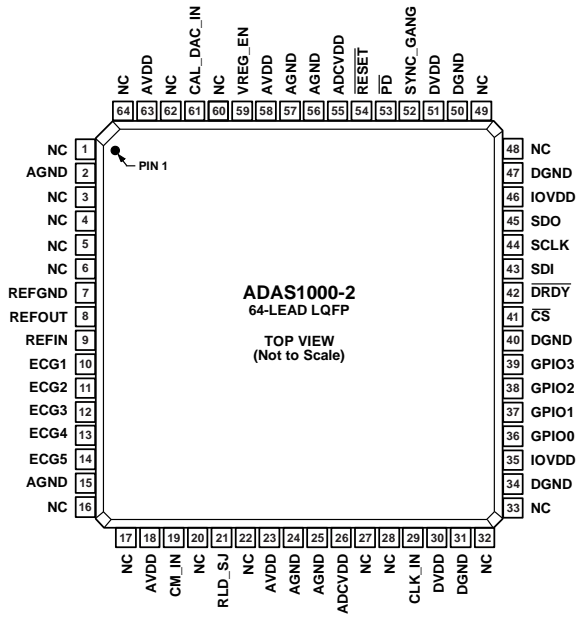 NC
AVDD
NC
CAL_DAC_IN
NC
VREG_EN
AVDD
AGND
AGND
ADCVDD
RESET
PD
SYNC_GANG
DVDD
DGND
NC
64 63 62 61 60 59 58 57 56 55 54 53 52 51 50 49
NC 1
AGND 2
NC 3
NC 4
NC 5
NC 6
REFGND 7
REFOUT 8
REFIN 9
ECG1 10
ECG2 11
ECG3 12
ECG4 13
ECG5 14
AGND 15
NC 16
PIN 1
ADAS1000-2
64-LEAD LQFP
TOP VIEW
(Not to Scale)
48 NC
47 DGND
46 IOVDD
45 SDO
44 SCLK
43 SDI
42 DRDY
41 CS
40 DGND
39 GPIO3
38 GPIO2
37 GPIO1
36 GPIO0
35 IOVDD
34 DGND
33 NC
17 18 19 20 21 22 23 24 25 26 27 28 29 30 31 32
NC
AVDD
CM_IN
NC
RLD_SJ
NC
AVDD
AGND
AGND
ADCVDD
NC
NC
CLK_IN
DVDD
DGND
NC